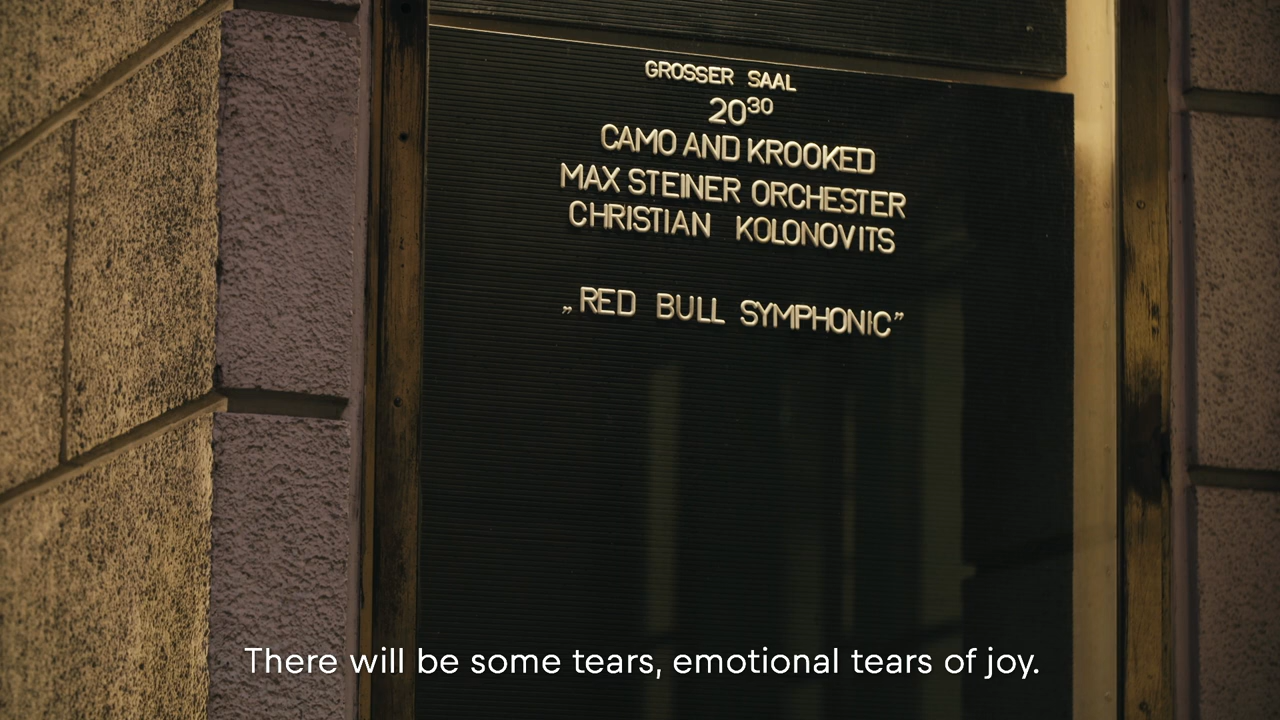 GROSSER SAAL
20³⁰
CAMO AND KROOKED
MAX STEINER ORCHESTER
CHRISTIAN KOLONOVITS
„RED BULL SYMPHONIC”
There will be some tears, emotional tears of joy.